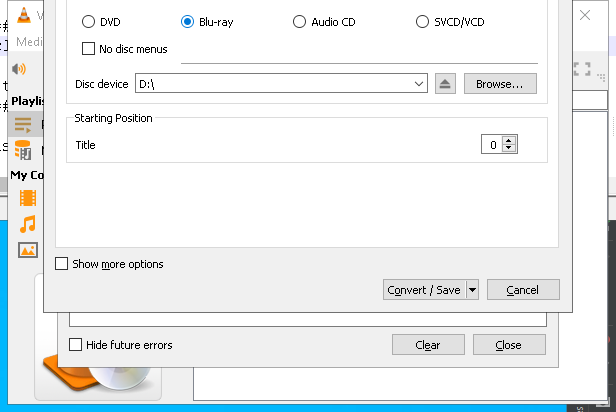 V
##
Medi
DVD
Blu-ray
Audio CD
SVCD/VCD
No disc menus
Disc device
D:\
Browse...
Playlis
Starting Position
Title
0
My Co
Show more options
Convert / Save
Cancel
Hide future errors
Clear
Close